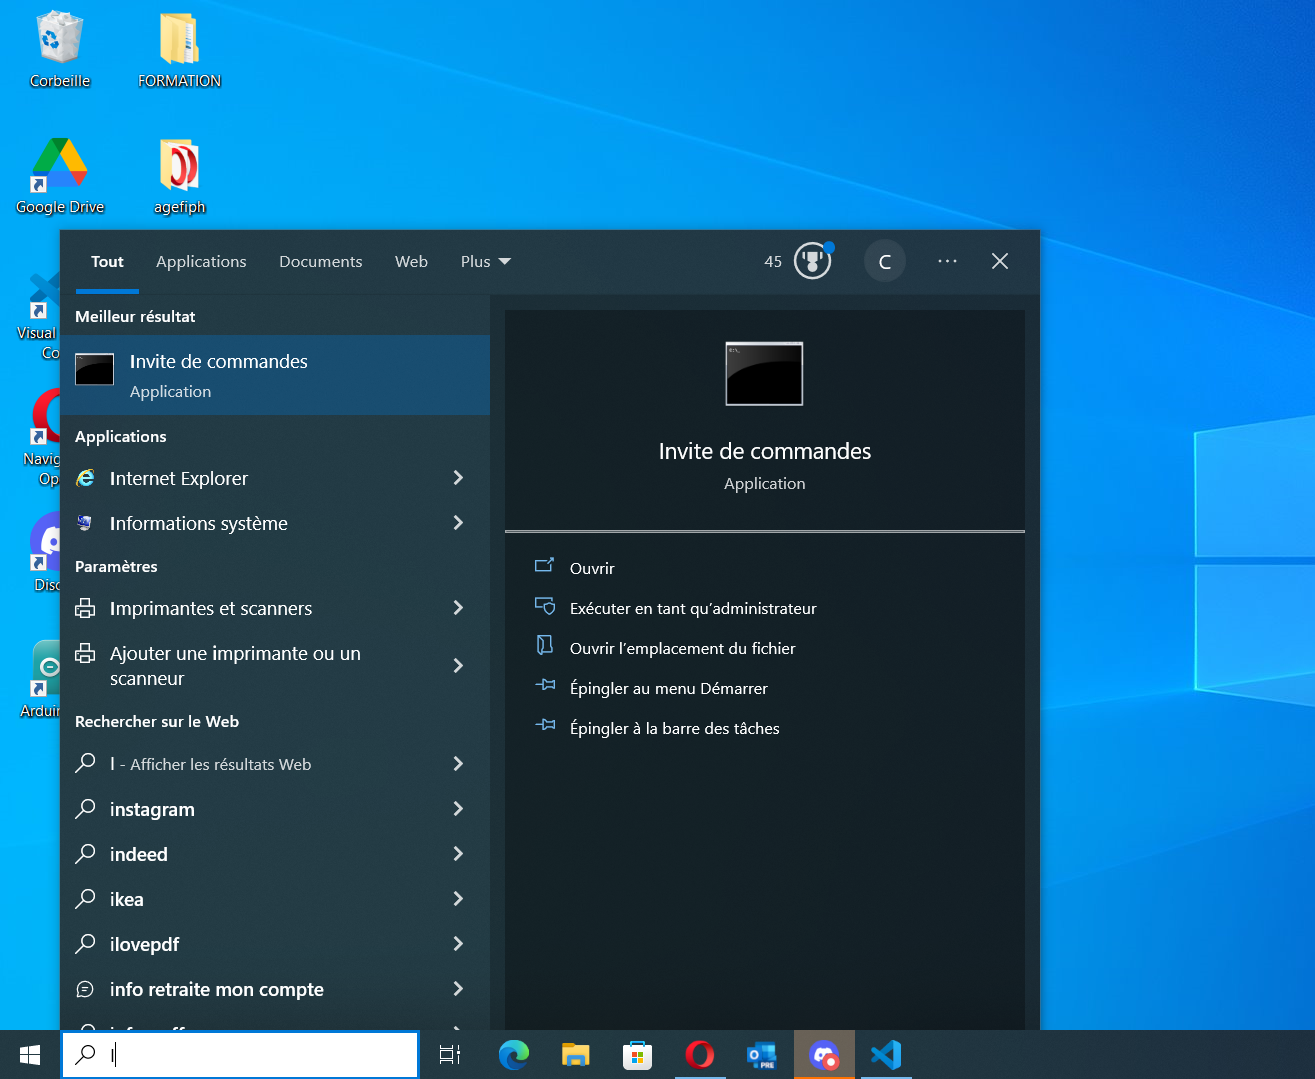 Corbeille
FORMATION
Google Drive
agefiph
Visual
Co
Navig
Op
Disc
Arduin
Tout
Applications
Documents
Web
Plus
45
C
Meilleur résultat
Invite de commandes
Application
Applications
Internet Explorer
Informations système
Paramètres
Imprimantes et scanners
Ajouter une imprimante ou un
scanneur
Rechercher sur le Web
I - Afficher les résultats Web
instagram
indeed
ikea
ilovepdf
info retraite mon compte
Invite de commandes
Application
Ouvrir
Exécuter en tant qu'administrateur
Ouvrir l'emplacement du fichier
Épingler au menu Démarrer
Épingler à la barre des tâches
I
PRE